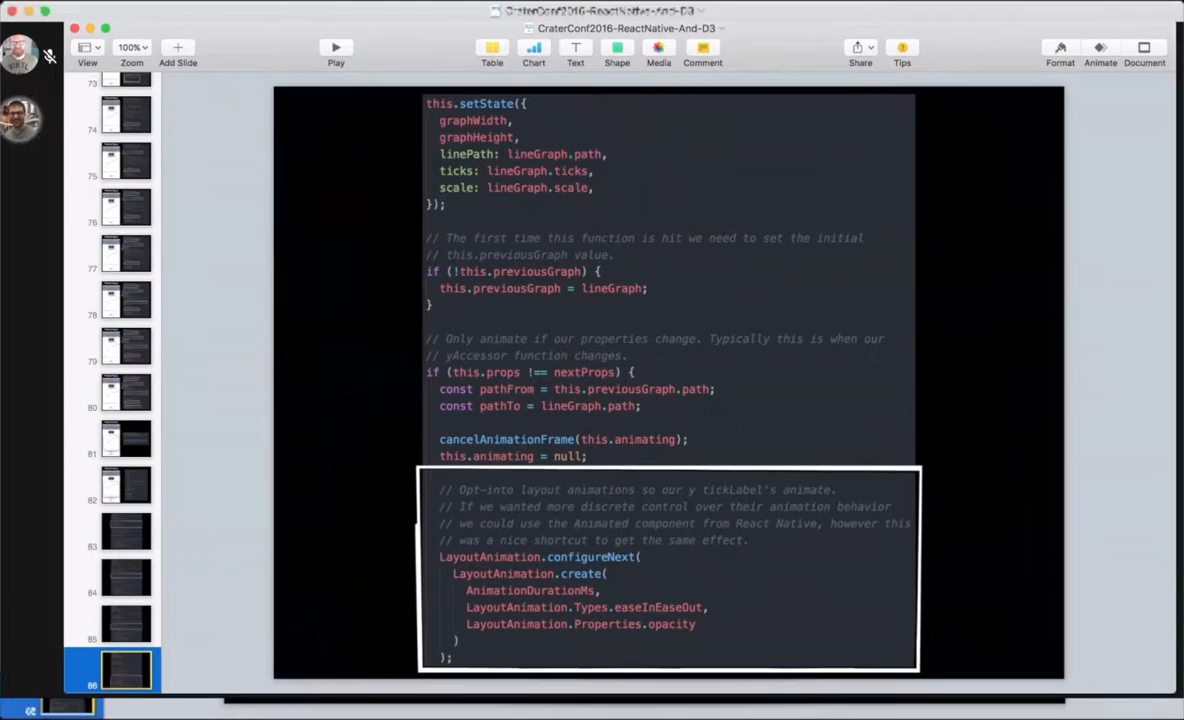 CraterConf2016-ReactNative-And-D3
CraterConf2016-ReactNative-And-D3
View
100%
Zoom
Add Slide
Play
Table
Chart
Text
Shape
Media
Comment
Share
Tips
Format
Animate
Document
73
74
75
76
77
78
79
80
81
82
83
84
85
86
this.setState({
graphWidth,
graphHeight,
linePath: lineGraph.path,
ticks: lineGraph.ticks,
scale: lineGraph.scale,
});
// The first time this function is hit we need to set the initial
// this.previousGraph value.
if (!this.previousGraph) {
this.previousGraph = lineGraph;
}
// Only animate if our properties change. Typically this is when our
// yAccessor function changes.
if (this.props !== nextProps) {
const pathFrom = this.previousGraph.path;
const pathTo = lineGraph.path;
cancelAnimationFrame(this.animating);
this.animating = null;
// Opt-into layout animations so our y tickLabel's animate.
// If we wanted more discrete control over their animation behavior
// we could use the Animated component from React Native, however this
// was a nice shortcut to get the same effect.
LayoutAnimation.configureNext(
LayoutAnimation.create(
AnimationDurationMs,
LayoutAnimation.Types.easeInEaseOut,
LayoutAnimation.Properties.opacity
)
);